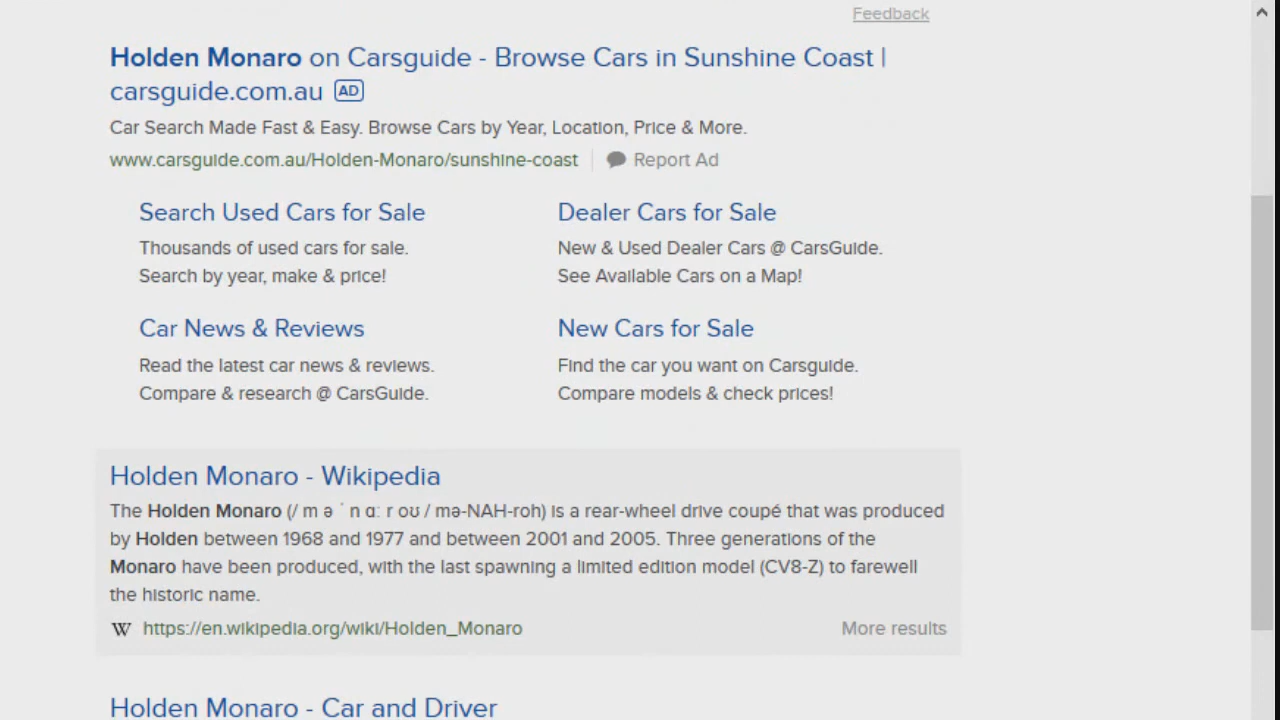 Feedback
Holden Monaro on Carsguide - Browse Cars in Sunshine Coast |
carsguide.com.au AD
Car Search Made Fast & Easy. Browse Cars by Year, Location, Price & More.
www.carsguide.com.au/Holden-Monaro/sunshine-coast Report Ad
Search Used Cars for Sale
Thousands of used cars for sale.
Search by year, make & price!
Dealer Cars for Sale
New & Used Dealer Cars @ CarsGuide.
See Available Cars on a Map!
Car News & Reviews
Read the latest car news & reviews.
Compare & research @ CarsGuide.
New Cars for Sale
Find the car you want on Carsguide.
Compare models & check prices!
Holden Monaro - Wikipedia
The Holden Monaro (/ m ə ˈ n ɑː r oʊ / mə-NAH-roh) is a rear-wheel drive coupé that was produced
by Holden between 1968 and 1977 and between 2001 and 2005. Three generations of the
Monaro have been produced, with the last spawning a limited edition model (CV8-Z) to farewell
the historic name.
W https://en.wikipedia.org/wiki/Holden_Monaro More results
Holden Monaro - Car and Driver